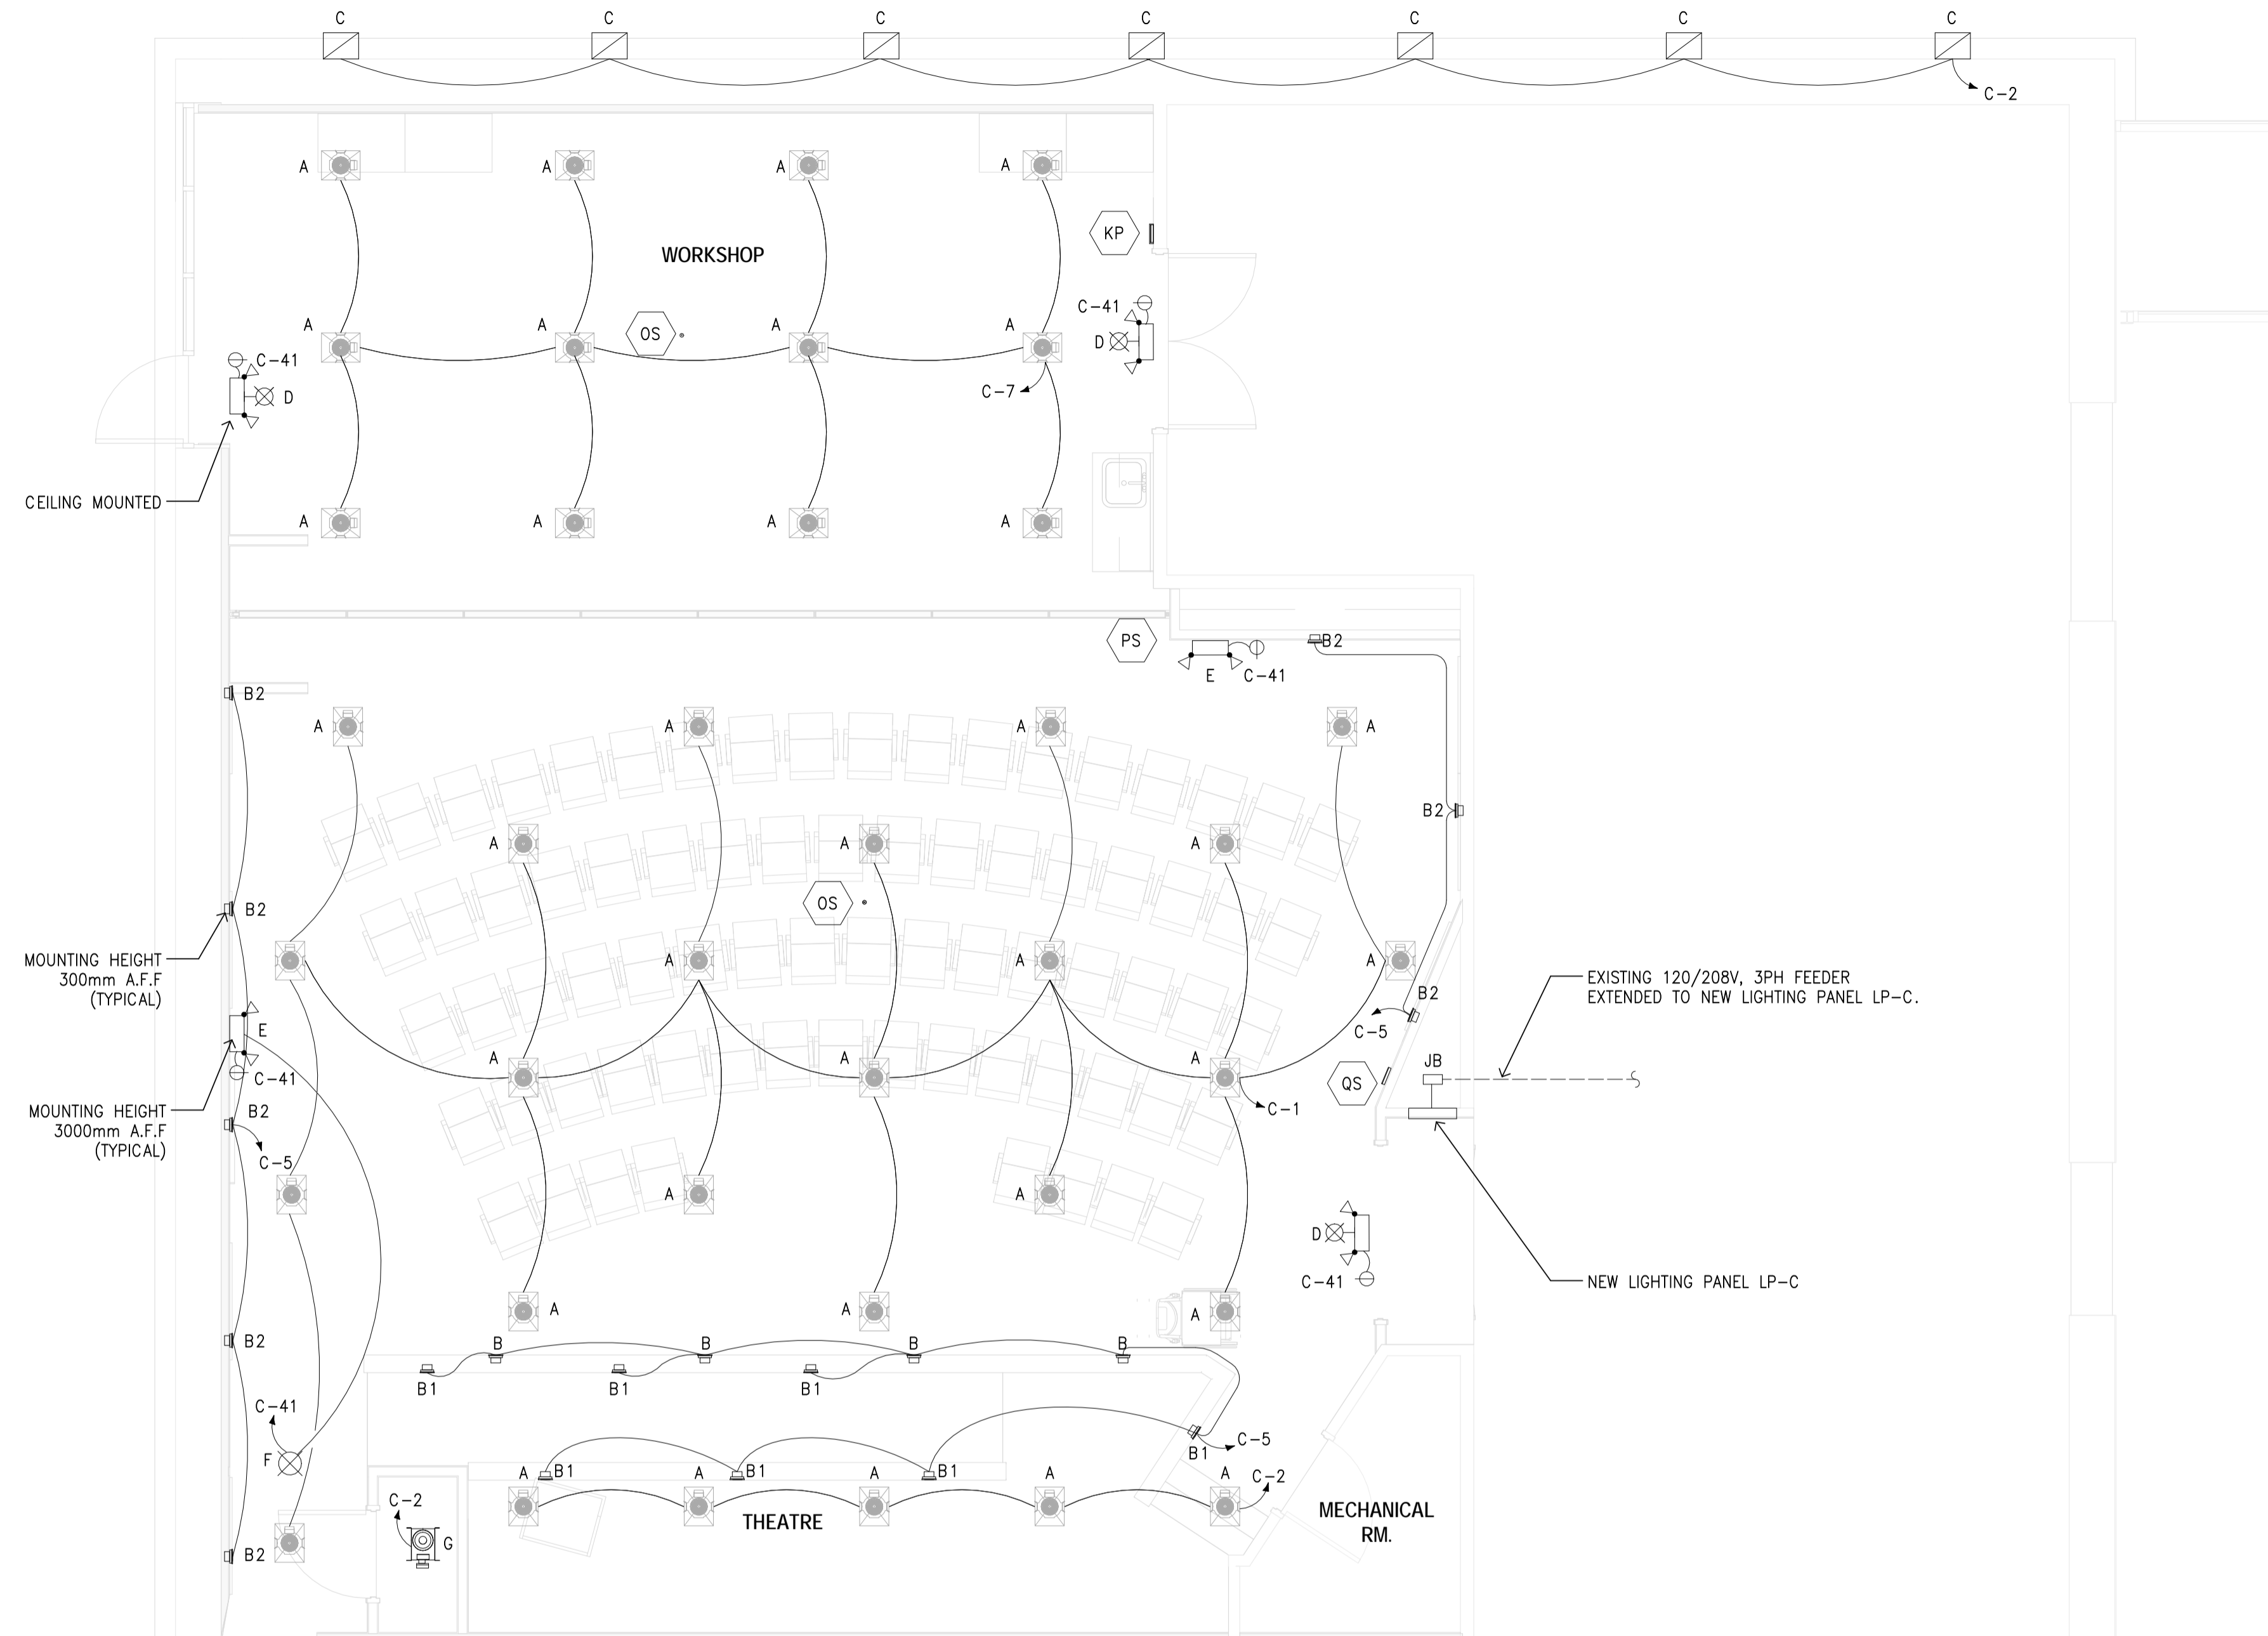 C C C C C C C
C-2
A A A A
KP
WORKSHOP
C-41
A A OS A A
D
C-41
D
C-7
CEILING MOUNTED
A A A A
PS
B2
E C-41
B2
A A A A
B2
A A A
OS
B2
MOUNTING HEIGHT
300mm A.F.F
(TYPICAL)
A A A
EXISTING 120/208V, 3PH FEEDER
EXTENDED TO NEW LIGHTING PANEL LP-C.
B2
E
C-5
A A A
JB
C-41
QS
MOUNTING HEIGHT
3000mm A.F.F
(TYPICAL)
B2
C-1
C-5
A A
D
C-41
NEW LIGHTING PANEL LP-C
A A A
B2
B B B B
B1 B1 B1
C-41
C-5
B1
F
A B1 A B1 A B1 A A
C-2
C-2
MECHANICAL
RM.
THEATRE
G
B2